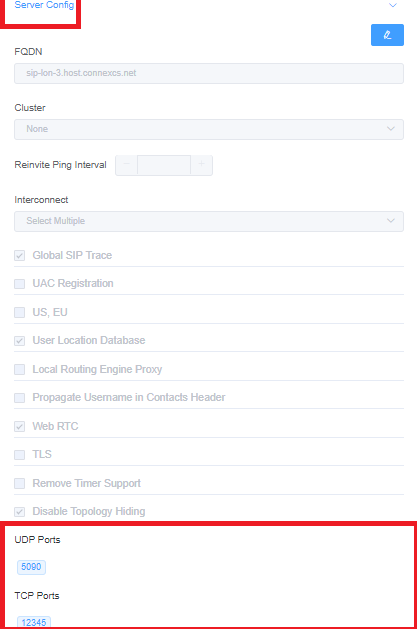 Server Config
FQDN
sip-lon-3.host.connexcs.net
Cluster
None
Reinvite Ping Interval
Interconnect
Select Multiple
Global SIP Trace
UAC Registration
US, EU
User Location Database
Local Routing Engine Proxy
Propagate Username in Contacts Header
Web RTC
TLS
Remove Timer Support
Disable Topology Hiding
UDP Ports
5090
TCP Ports
12345